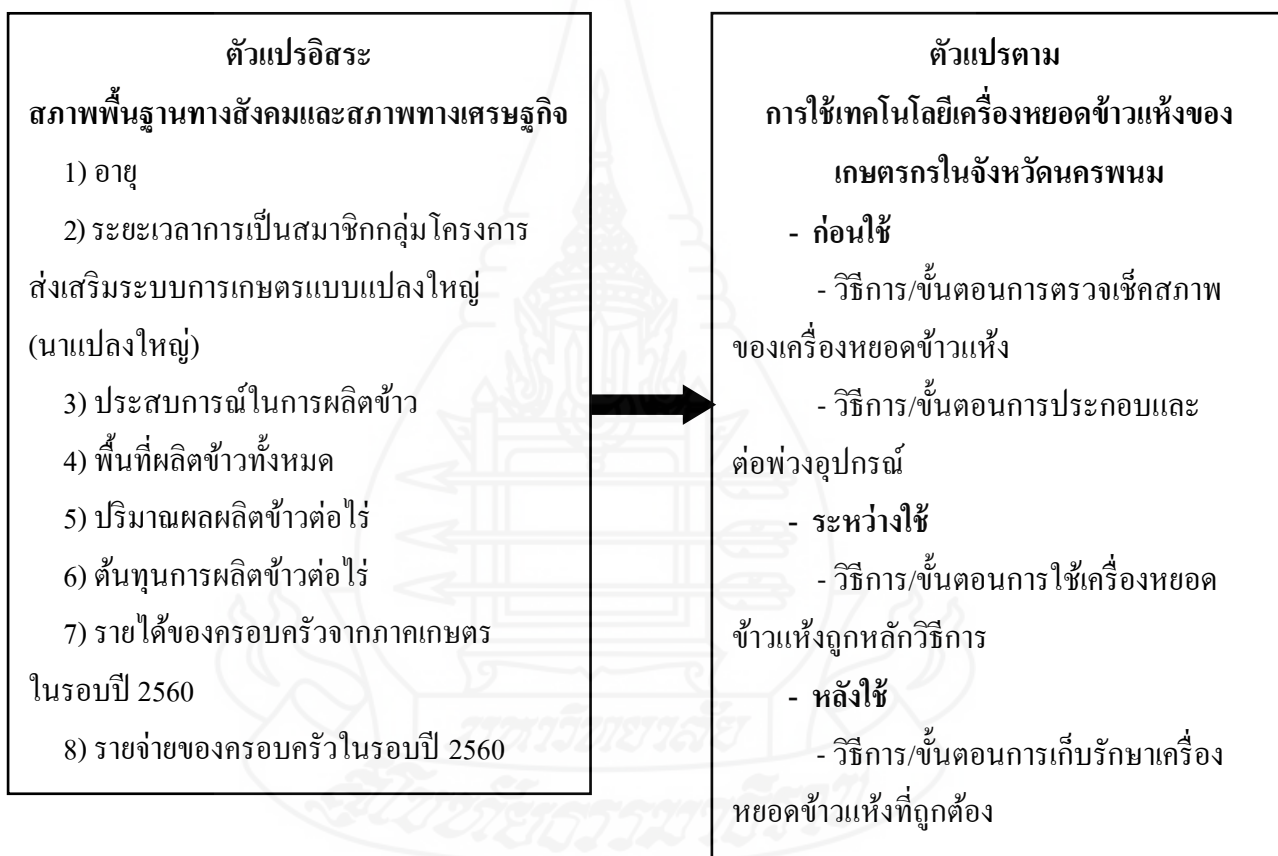 ตัวแปรอิสระ
สภาพพื้นฐานทางสังคมและสภาพทางเศรษฐกิจ
1) อายุ
2) ระยะเวลาการเป็นสมาชิกกลุ่มโครงการ
ส่งเสริมระบบการเกษตรแบบแปลงใหญ่
(นาแปลงใหญ่)
3) ประสบการณ์ในการผลิตข้าว
4) พื้นที่ผลิตข้าวทั้งหมด
5) ปริมาณผลผลิตข้าวต่อไร่
6) ต้นทุนการผลิตข้าวต่อไร่
7) รายได้ของครอบครัวจากภาคเกษตร
ในรอบปี 2560
8) รายจ่ายของครอบครัวในรอบปี 2560
ตัวแปรตาม
การใช้เทคโนโลยีเครื่องหยอดข้าวแห้งของ
เกษตรกรในจังหวัดนครพนม
- ก่อนใช้
- วิธีการ/ขั้นตอนการตรวจเช็คสภาพ
ของเครื่องหยอดข้าวแห้ง
- วิธีการ/ขั้นตอนการประกอบและ
ต่อพ่วงอุปกรณ์
- ระหว่างใช้
- วิธีการ/ขั้นตอนการใช้เครื่องหยอด
ข้าวแห้งถูกหลักวิธีการ
- หลังใช้
- วิธีการ/ขั้นตอนการเก็บรักษาเครื่อง
หยอดข้าวแห้งที่ถูกต้อง
มหาวิทยาลัย
สุโขทัยธรรมาธิราช